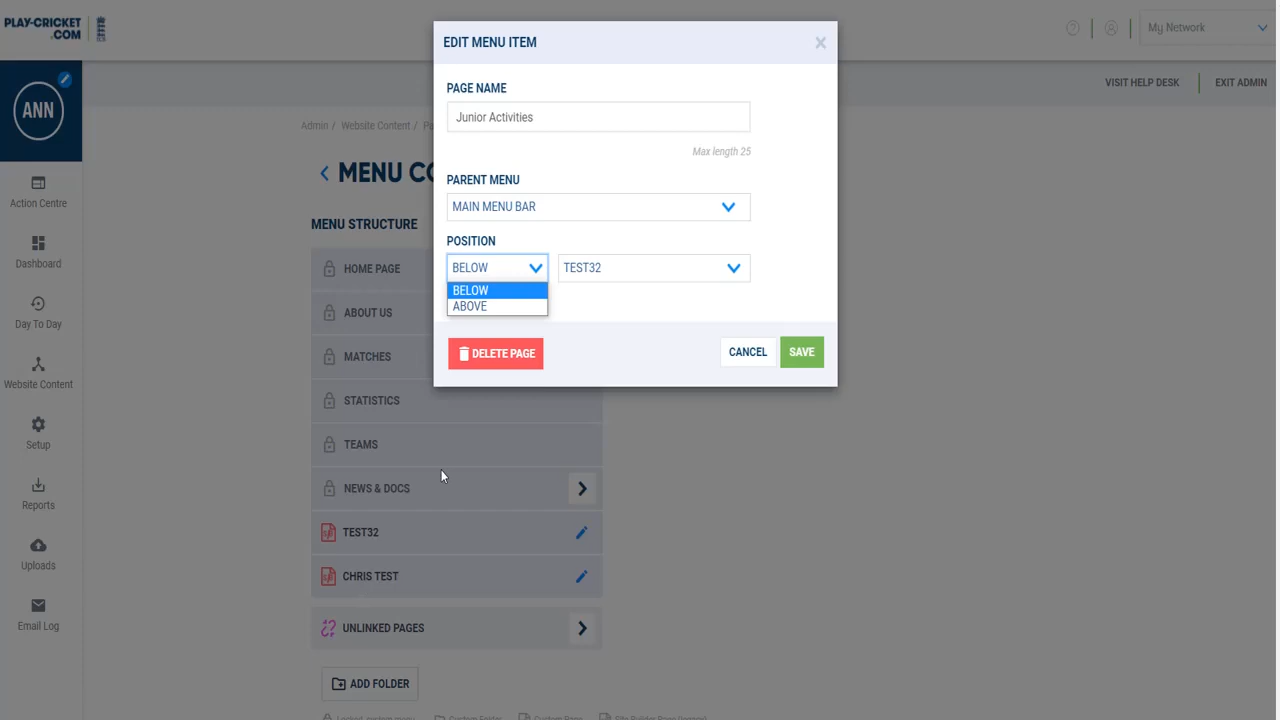 PLAY-CRICKET
.COM
My Network
VISIT HELP DESK
EXIT ADMIN
ANN
Action Centre
Dashboard
Day To Day
Website Content
Setup
Reports
Uploads
Email Log
Admin / Website Content /
MENU
MENU STRUCTURE
HOME PAGE
ABOUT US
MATCHES
STATISTICS
TEAMS
NEWS & DOCS
TEST32
CHRIS TEST
UNLINKED PAGES
ADD FOLDER
EDIT MENU ITEM
PAGE NAME
Junior Activities
Max length 25
PARENT MENU
MAIN MENU BAR
POSITION
BELOW
TEST32
BELOW
ABOVE
DELETE PAGE
CANCEL
SAVE